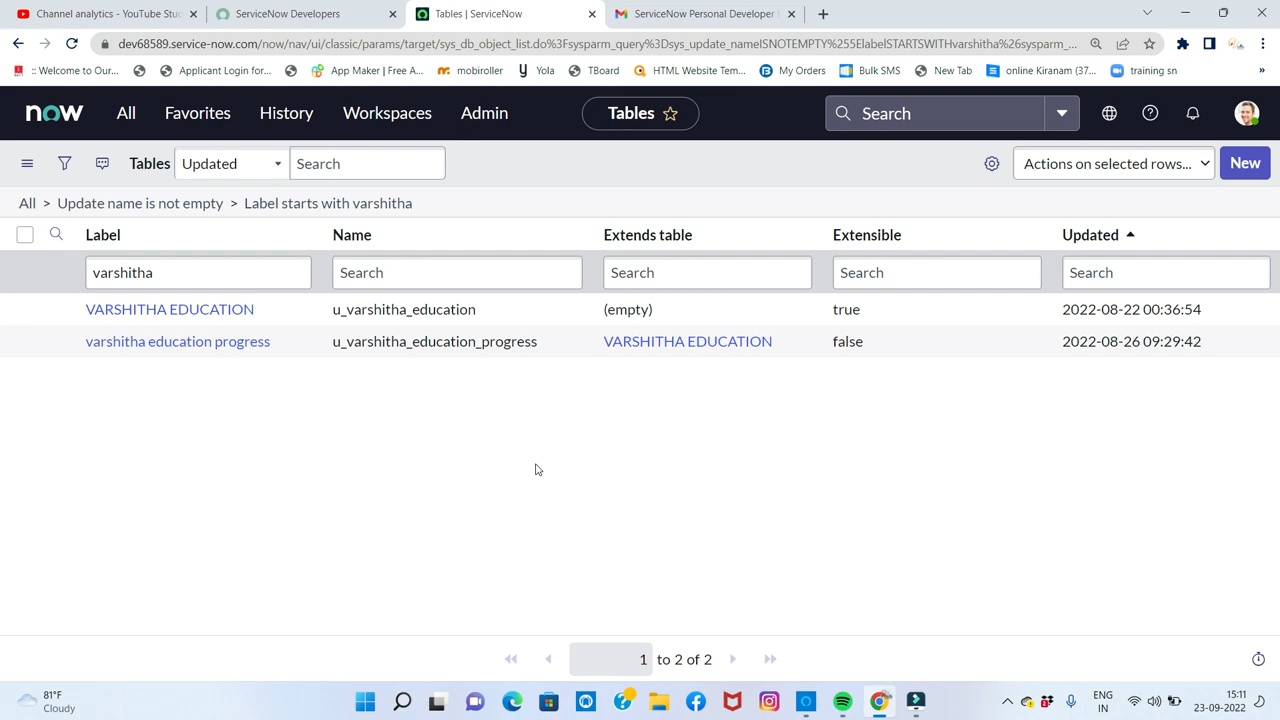 Channel analytics - YouTube Stud
ServiceNow Developers
Tables | ServiceNow
ServiceNow Personal Developer I
dev68589.service-now.com/now/nav/ui/classic/params/target/sys_db_object_list.do%3Fsysparm_query%3Dsys_update_nameISNOTEMPTY%255ElabelSTARTSWITHvarshitha%26sysparm_...
:: Welcome to Our...
Applicant Login for...
App Maker | Free A...
mobiroller
Yola
TBoard
HTML Website Tem...
My Orders
Bulk SMS
New Tab
online Kiranam (37...
training sn
»
now
All
Favorites
History
Workspaces
Admin
Tables
Search
Tables
Updated
Search
Actions on selected rows...
New
All > Update name is not empty > Label starts with varshitha
Label
Name
Extends table
Extensible
Updated
varshitha
Search
Search
Search
Search
VARSHITHA EDUCATION
u_varshitha_education
(empty)
true
2022-08-22 00:36:54
varshitha education progress
u_varshitha_education_progress
VARSHITHA EDUCATION
false
2022-08-26 09:29:42
1 to 2 of 2
81°F
Cloudy
ENG
IN
15:11
23-09-2022